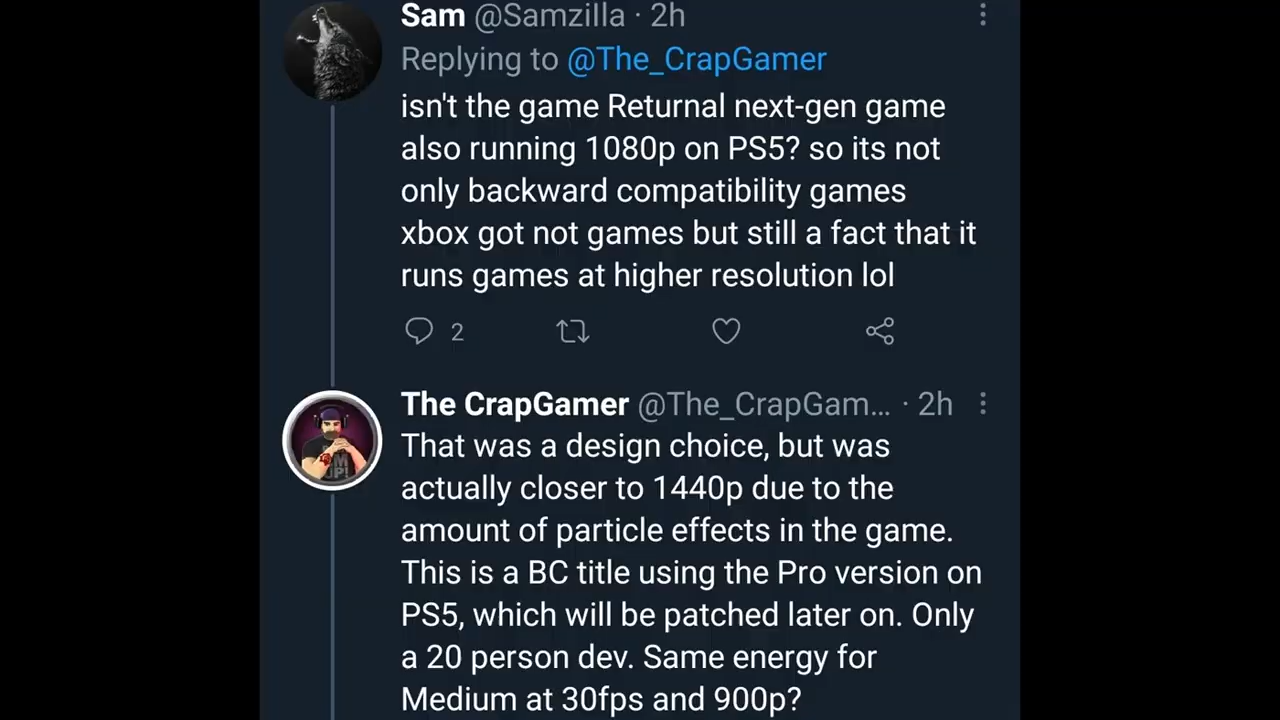 Sam @Samzilla · 2h
Replying to @The_CrapGamer
isn't the game Returnal next-gen game
also running 1080p on PS5? so its not
only backward compatibility games
xbox got not games but still a fact that it
runs games at higher resolution lol
2
The CrapGamer @The_CrapGam... · 2h
That was a design choice, but was
actually closer to 1440p due to the
amount of particle effects in the game.
This is a BC title using the Pro version on
PS5, which will be patched later on. Only
a 20 person dev. Same energy for
Medium at 30fps and 900p?